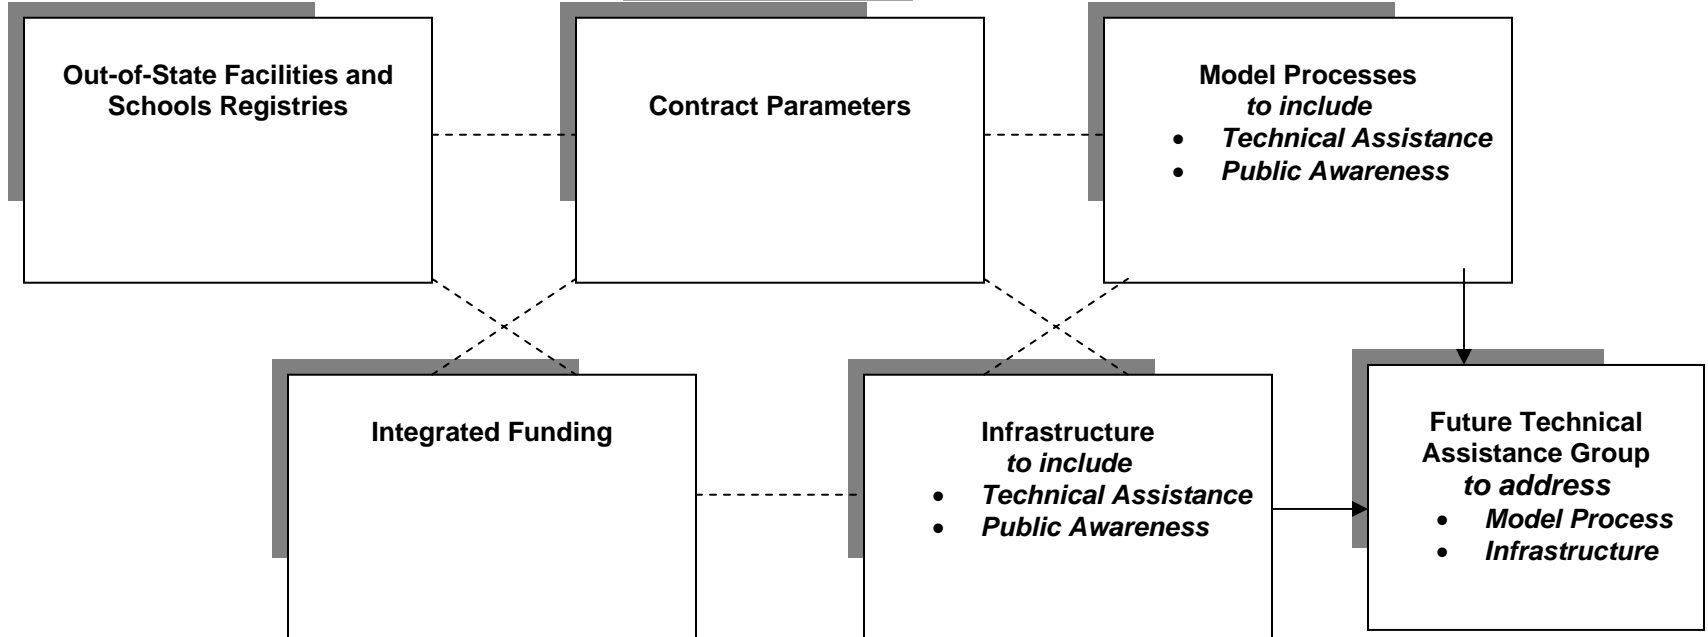 Out-of-State Facilities and
Schools Registries
Contract Parameters
Model Processes
to include
• Technical Assistance
• Public Awareness
Integrated Funding
Infrastructure
to include
• Technical Assistance
• Public Awareness
Future Technical
Assistance Group
to address
• Model Process
• Infrastructure